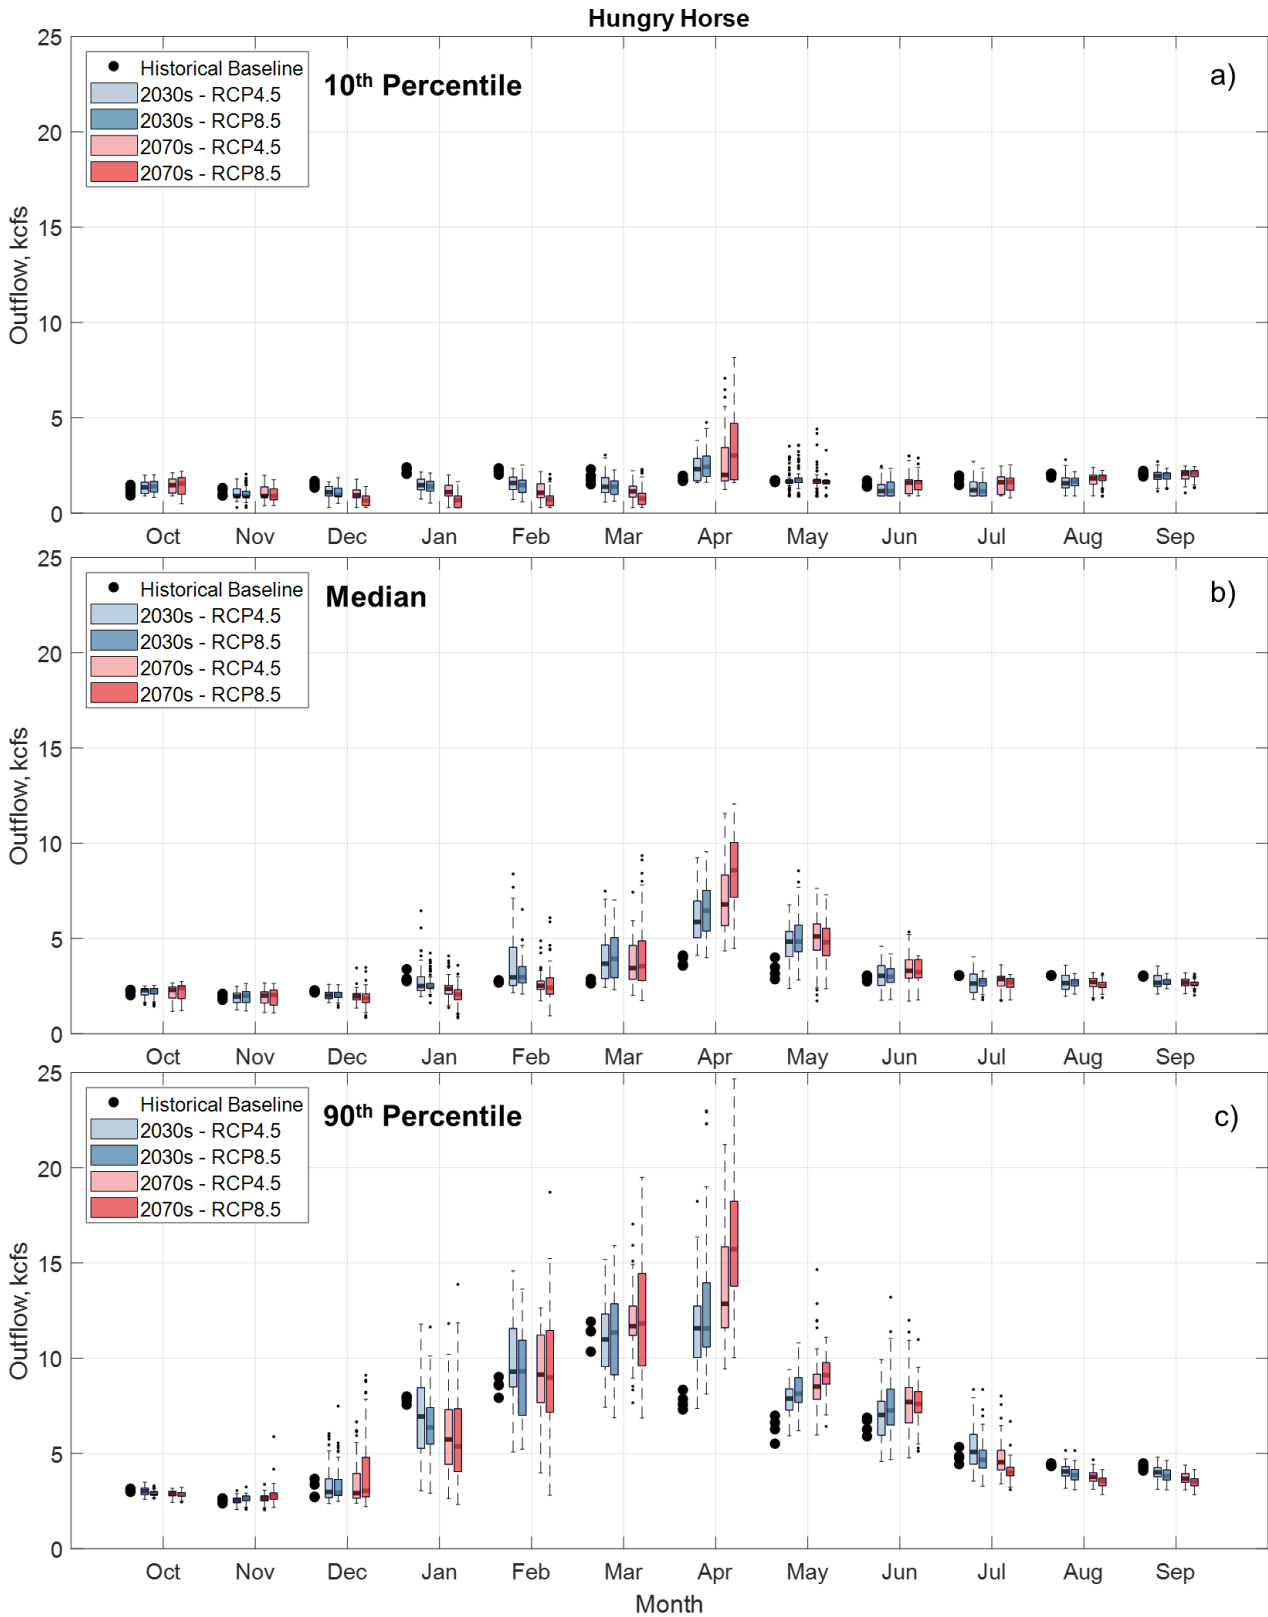 Hungry Horse
25
20
15
10
5
0
Outflow, kcfs
Historical Baseline
2030s - RCP4.5
2030s - RCP8.5
2070s - RCP4.5
2070s - RCP8.5
10th Percentile
a)
Oct Nov Dec Jan Feb Mar Apr May Jun Jul Aug Sep
25
20
15
10
5
0
Outflow, kcfs
Historical Baseline
2030s - RCP4.5
2030s - RCP8.5
2070s - RCP4.5
2070s - RCP8.5
Median
b)
Oct Nov Dec Jan Feb Mar Apr May Jun Jul Aug Sep
25
20
15
10
5
0
Outflow, kcfs
Historical Baseline
2030s - RCP4.5
2030s - RCP8.5
2070s - RCP4.5
2070s - RCP8.5
90th Percentile
c)
Oct Nov Dec Jan Feb Mar Apr May Jun Jul Aug Sep
Month